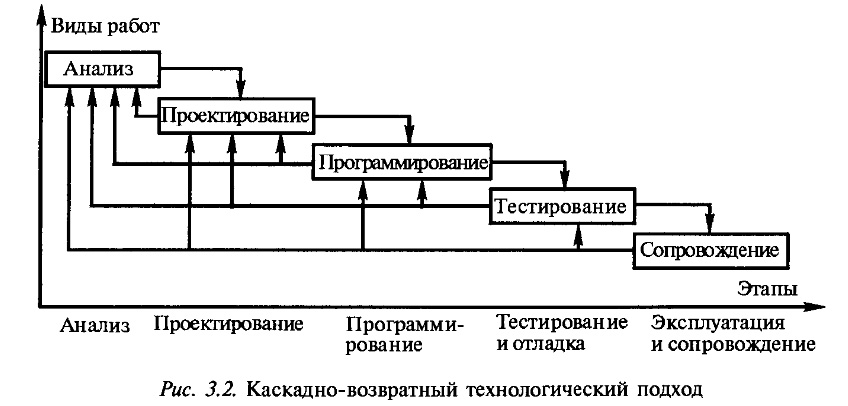 Виды работ
Анализ
Проектирование
Программирование
Тестирование
Сопровождение
Этапы
Анализ
Проектирование
Программи-
рование
Тестирование
и отладка
Эксплуатация
и сопровождение
Рис. 3.2. Каскадно-возвратный технологический подход